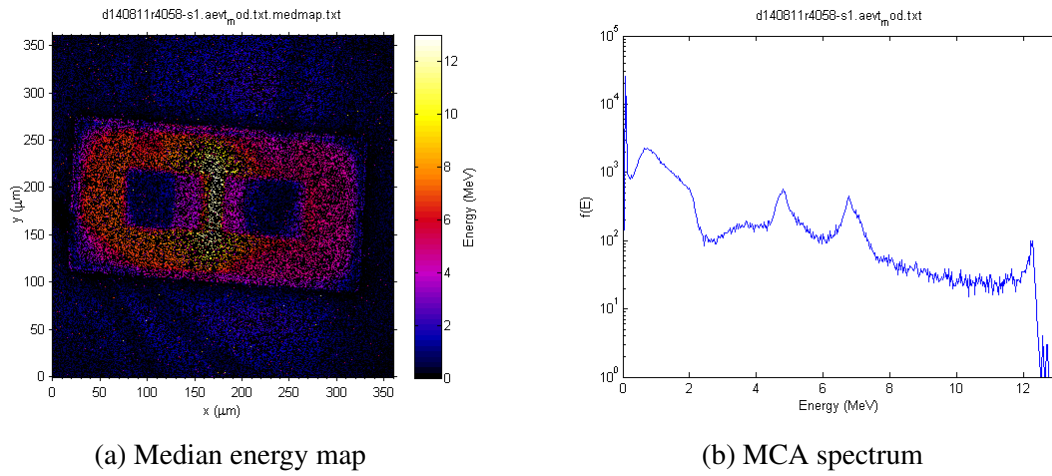 d140811r4058-s1.aevt_mod.txt.medmap.txt
350
300
250
200
150
100
50
0
0 50 100 150 200 250 300 350
x (μm)
y (μm)
12
10
8
6
4
2
0
Energy (MeV)
(a) Median energy map
d140811r4058-s1.aevt_mod.txt
10^5
10^4
10^3
10^2
10^1
10^0
f(E)
0 2 4 6 8 10 12
Energy (MeV)
(b) MCA spectrum